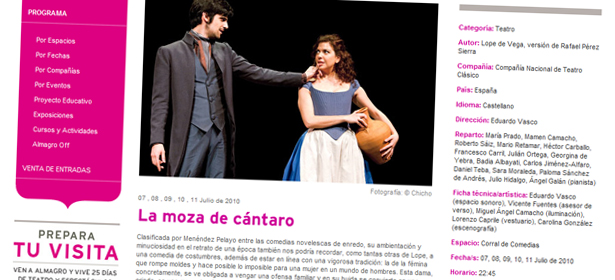 PROGRAMA
Por Espacios
Por Fechas
Por Compañías
Por Eventos
Proyecto Educativo
Exposiciones
Cursos y Actividades
Almagro Off
VENTA DE ENTRADAS
PREPARA
TU VISITA
VEN A ALMAGRO Y VIVE 25 DÍAS
Fotografía: © Chicho
07 , 08 , 09 , 10 , 11 Julio de 2010
La moza de cántaro
Clasificada por Menéndez Pelayo entre las comedias novelescas de enredo, su ambientación y
minuciosidad en el retrato de una época también nos podría recordar, como tantas otras de Lope, a
una comedia de costumbres, además de estar en línea con una vigorosa tradición: la de la fémina
que rompe moldes y hace posible lo imposible para una mujer en un mundo de hombres. Esta dama,
concretamente, se ve obligada a vengar una ofensa familiar y en su huida
Categoría: Teatro
Autor: Lope de Vega, versión de Rafael Pérez
Sierra
Compañía: Compañía Nacional de Teatro
Clásico
País: España
Idioma: Castellano
Dirección: Eduardo Vasco
Reparto: María Prado, Mamen Camacho,
Roberto Sáiz, Mario Retamar, Héctor Carballo,
Francesco Carril, Julián Ortega, Georgina de
Yebra, Badia Albayati, Carlos Jiménez-Alfaro,
Daniel Teba, Sara Moraleda, Paloma Sánchez
de Andrés, Julio Hidalgo, Ángel Galán (pianista)
Ficha técnica/artística: Eduardo Vasco
(espacio sonoro), Vicente Fuentes (asesor de
verso), Miguel Ángel Camacho (iluminación),
Lorenzo Caprile (vestuario), Carolina González
(escenografía)
Espacio: Corral de Comedias
Fecha/s: 07, 08, 09, 10, 11 Julio de 2010
Horario: 22:45